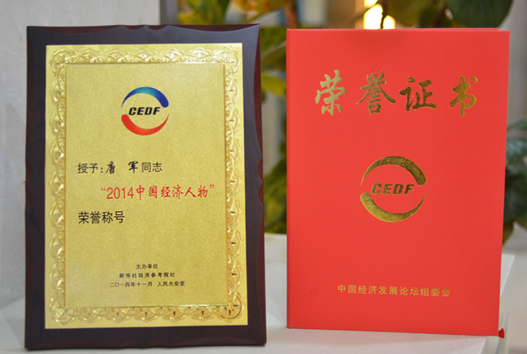 CEDF
授予：唐军同志
“2014中国经济人物”
荣誉称号
主办单位
新华社经济参考报社
二〇一四年十一月 人民大会堂
荣誉证书
CEDF
中国经济发展论坛组委会